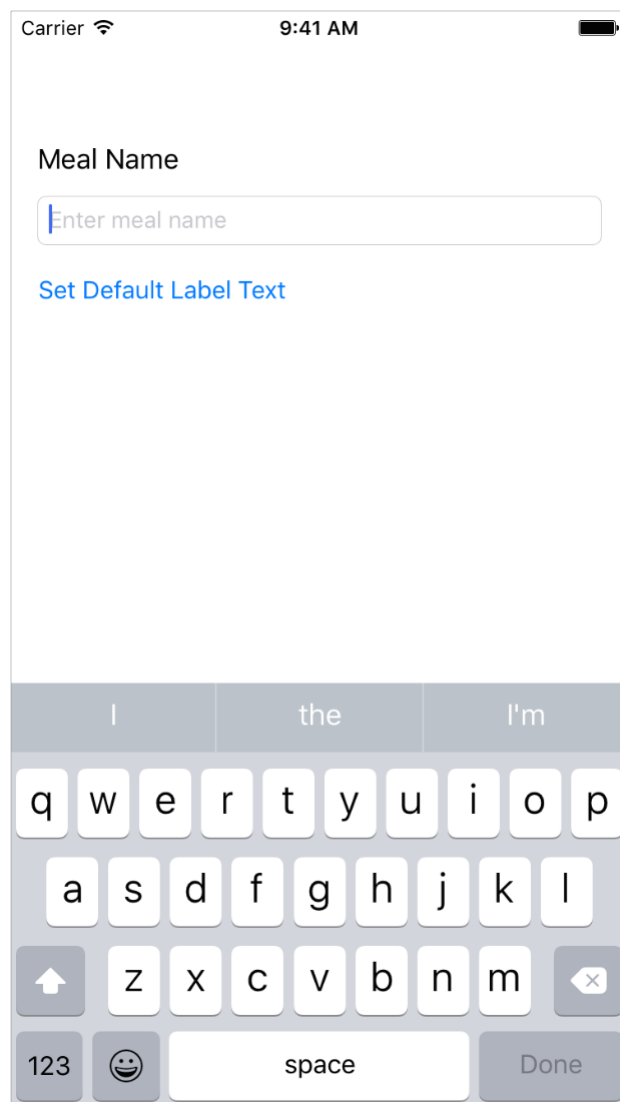 Carrier 9:41 AM
Meal Name
Enter meal name
Set Default Label Text
I the I'm
q w e r t y u i o p
a s d f g h j k l
z x c v b n m
123 space Done